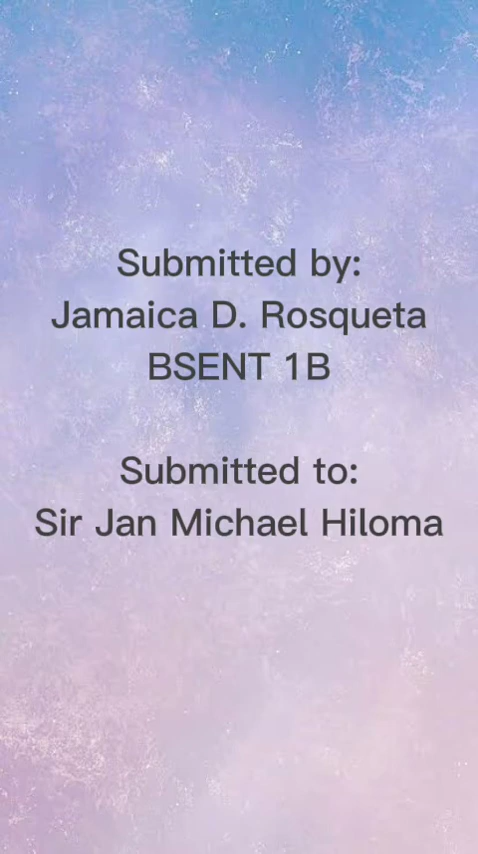 Submitted by:
Jamaica D. Rosqueta
BSENT 1B
Submitted to:
Sir Jan Michael Hiloma